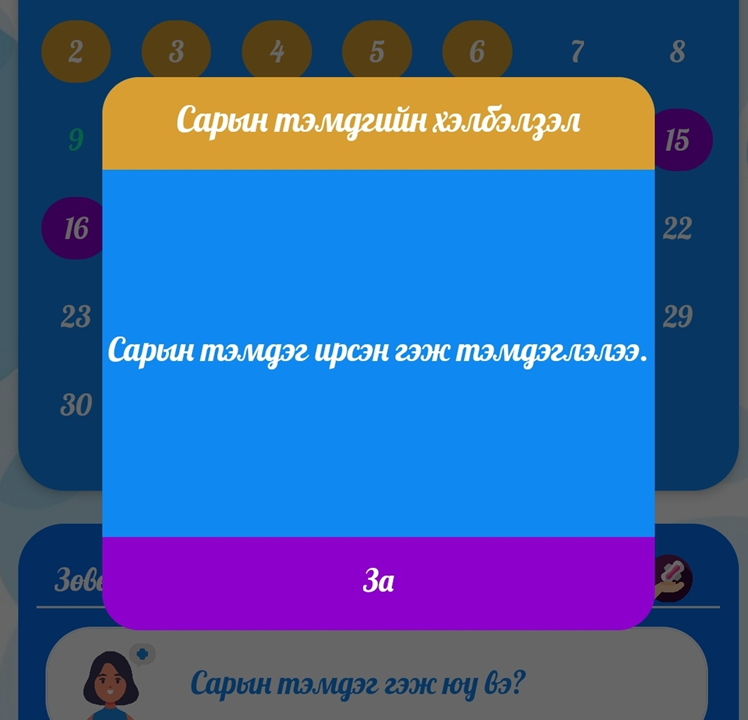 2 3 4 5 6 7 8
Сарын тэмдгийн хэлбэлзэл
9 15
16 22
23 29
Сарын тэмдэг ирсэн гэж тэмдэглэлээ.
30
За
Сарын тэмдэг гэж юу вэ?